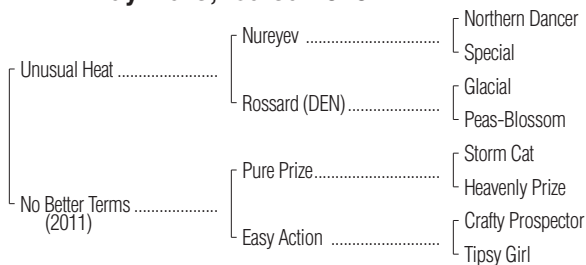 Northern Dancer
Nureyev ..........................
Special
Unusual Heat ........................
Glacial
Rossard (DEN) ......................
Peas-Blossom
Storm Cat
Pure Prize ..........................
Heavenly Prize
No Better Terms ....................
(2011)
Crafty Prospector
Easy Action ........................
Tipsy Girl